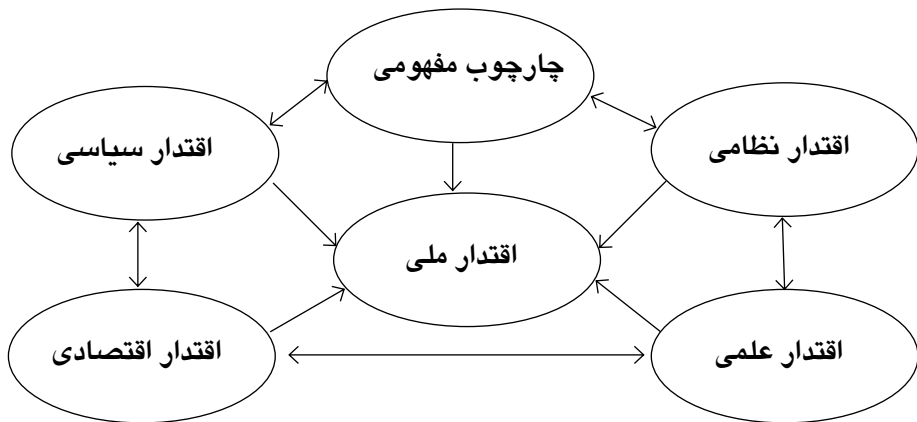 چارچوب مفهومی
اقتدار نظامی
اقتدار سیاسی
اقتدار ملی
اقتدار علمی
اقتدار اقتصادی